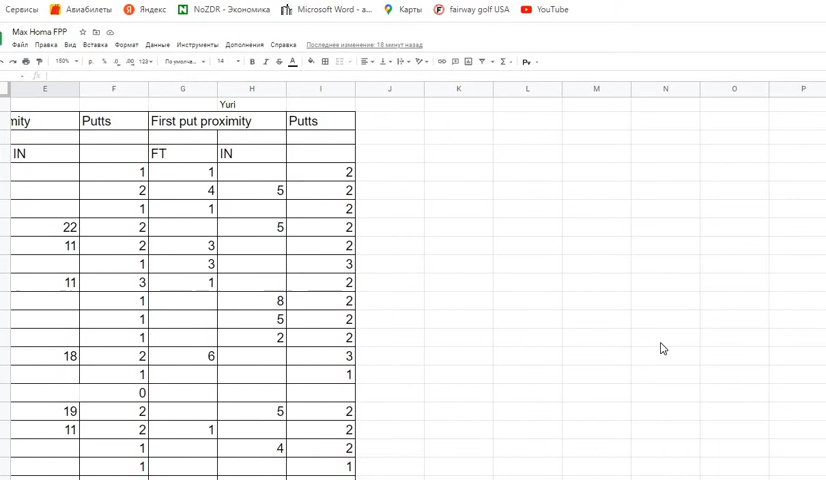 Сервисы Авиабилеты Яндекс NoZDR - Экономика Microsoft Word - a... Карты fairway golf USA YouTube
Max Homa FPP
Файл Правка Вид Вставка Формат Данные Инструменты Дополнения Справка Последнее изменение: 18 минут назад
150% р. % .0 .00 123 По умолча... 14 B I S A
fx
E F G H I J K L M N O P
Yuri
mity Putts First put proximity Putts
IN FT IN
1 1 2
2 4 5 2
1 1 2
22 2 5 2
11 2 3 2
1 3 3
11 3 1 2
1 8 2
1 5 2
1 2 2
18 2 6 3
1 1
0
19 2 5 2
11 2 1 2
1 4 2
1 1